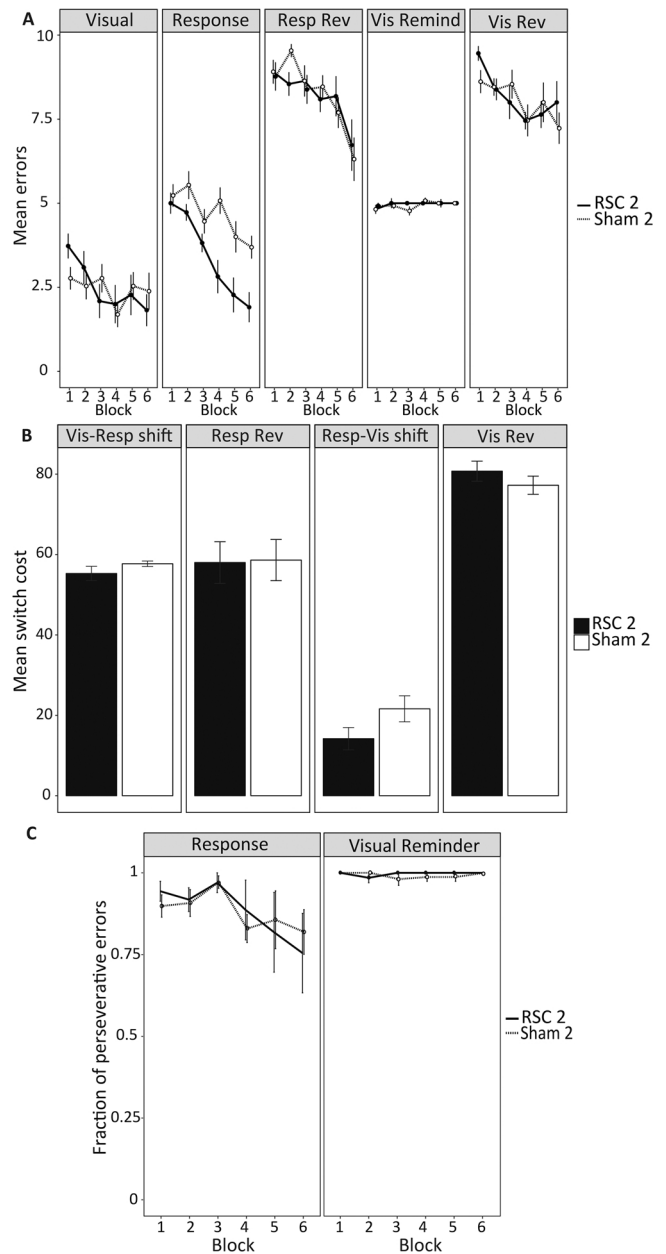 A
Visual Response Resp Rev Vis Remind Vis Rev
10
7.5
5
2.5
0
Mean errors
1 2 3 4 5 6 1 2 3 4 5 6 1 2 3 4 5 6 1 2 3 4 5 6 1 2 3 4 5 6
Block Block Block Block Block
RSC 2
Sham 2
B
Vis-Resp shift Resp Rev Resp-Vis shift Vis Rev
80
60
40
20
0
Mean switch cost
RSC 2
Sham 2
C
Response Visual Reminder
1
0.75
0.5
0.25
0
Fraction of perseverative errors
1 2 3 4 5 6 1 2 3 4 5 6
Block Block
RSC 2
Sham 2